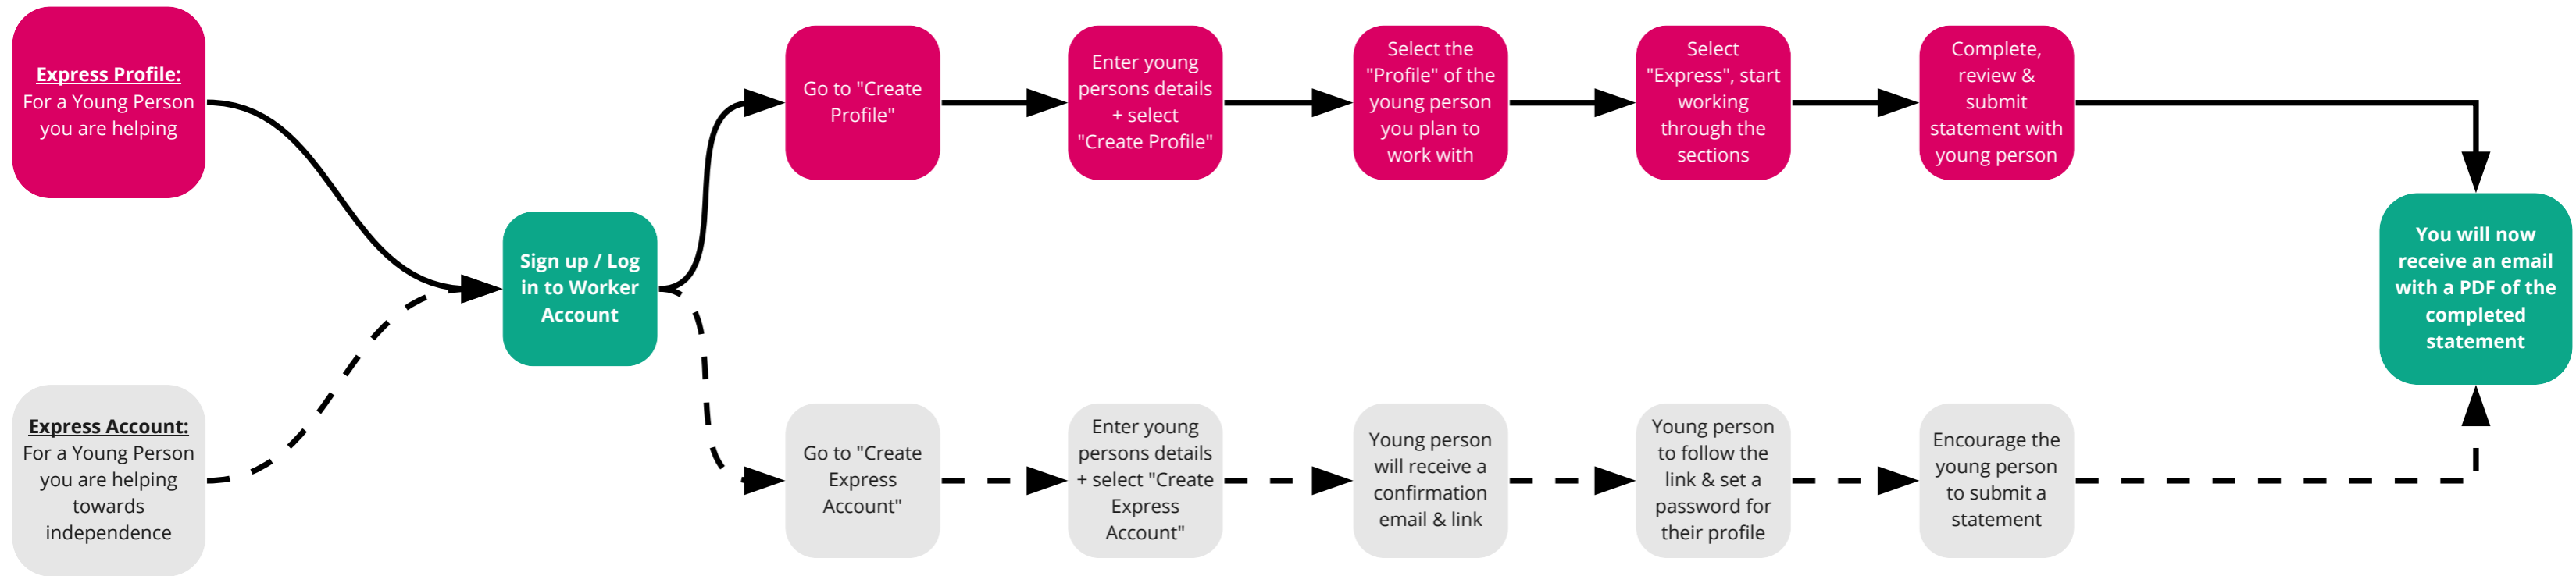 Express Profile:
For a Young Person
you are helping
Sign up / Log
in to Worker
Account
Go to "Create
Profile"
Enter young
persons details
+ select
"Create Profile"
Select the
"Profile" of the
young person
you plan to
work with
Select
"Express", start
working
through the
sections
Complete,
review &
submit
statement with
young person
You will now
receive an email
with a PDF of the
completed
statement
Express Account:
For a Young Person
you are helping
towards
independence
Go to "Create
Express
Account"
Enter young
persons details
+ select "Create
Express
Account"
Young person
will receive a
confirmation
email & link
Young person
to follow the
link & set a
password for
their profile
Encourage the
young person
to submit a
statement